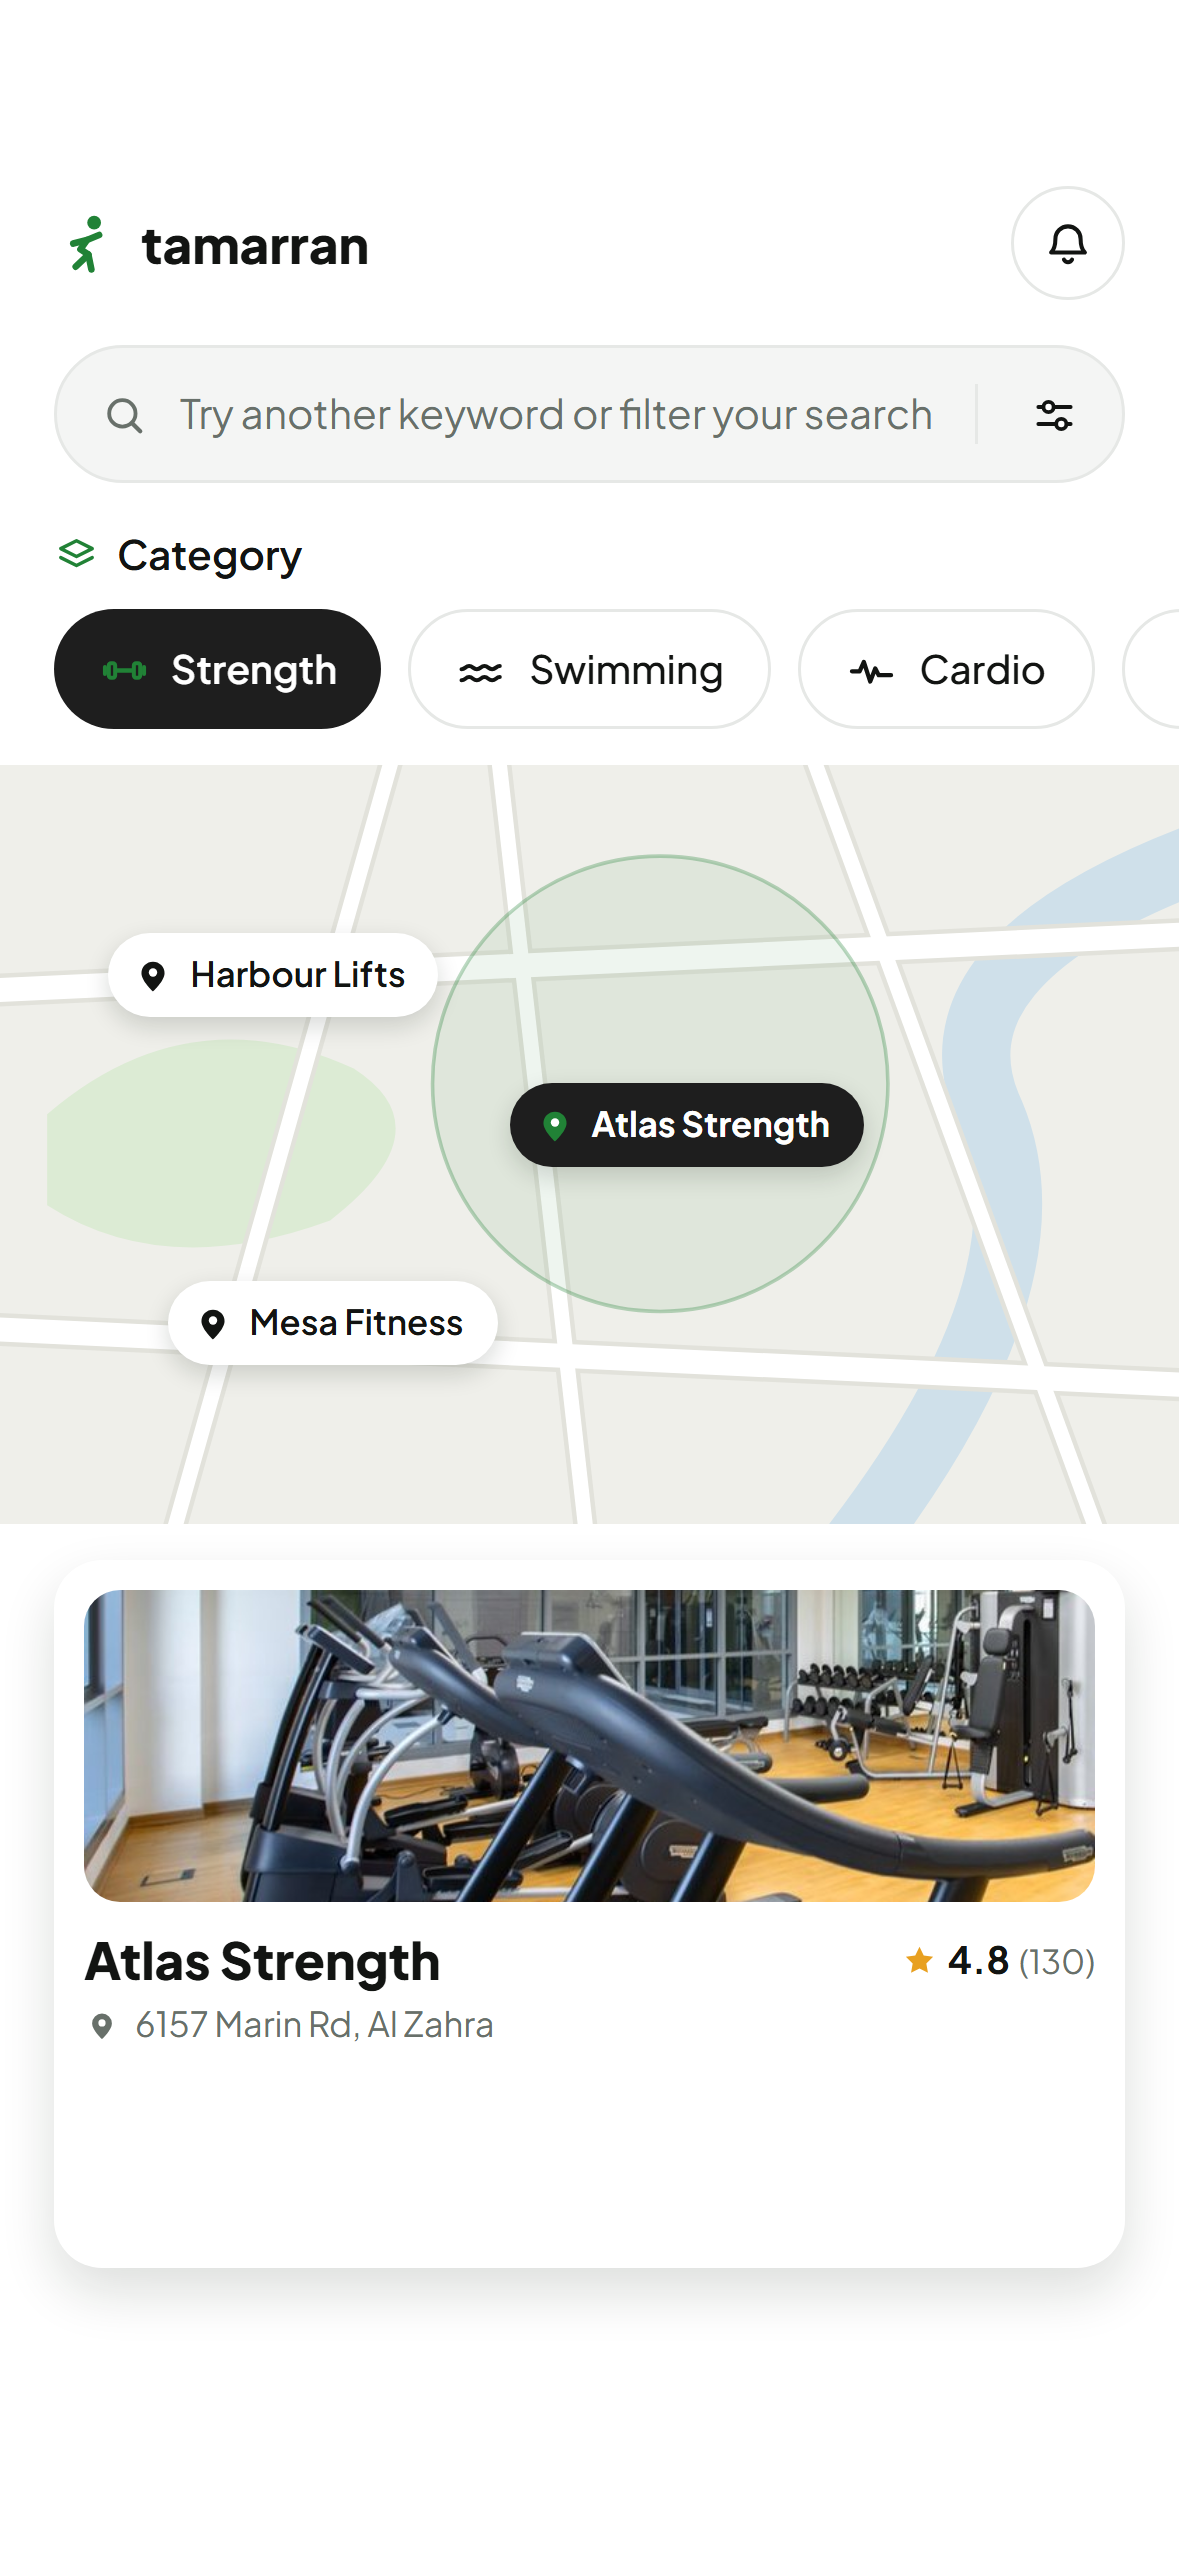 tamarran
Try another keyword or filter your search
Category
Strength
Swimming
Cardio
Harbour Lifts
Atlas Strength
Mesa Fitness
Atlas Strength
4.8 (130)
6157 Marin Rd, Al Zahra